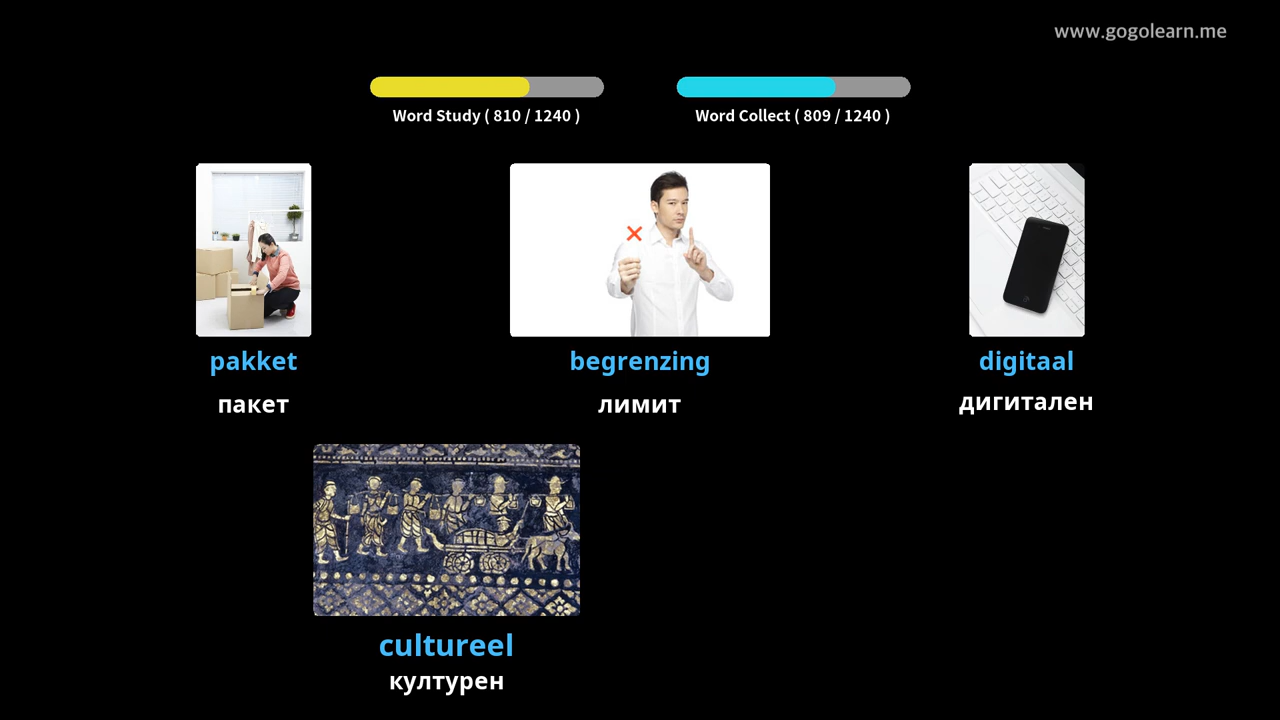 www.gogolearn.me
Word Study ( 810 / 1240 )
Word Collect ( 809 / 1240 )
pakket
пакет
begrenzing
лимит
digitaal
дигитален
cultureel
културен